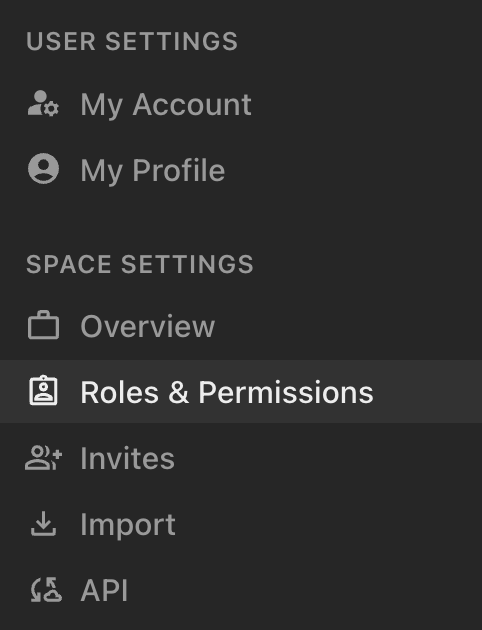 USER SETTINGS
My Account
My Profile
SPACE SETTINGS
Overview
Roles & Permissions
Invites
Import
API